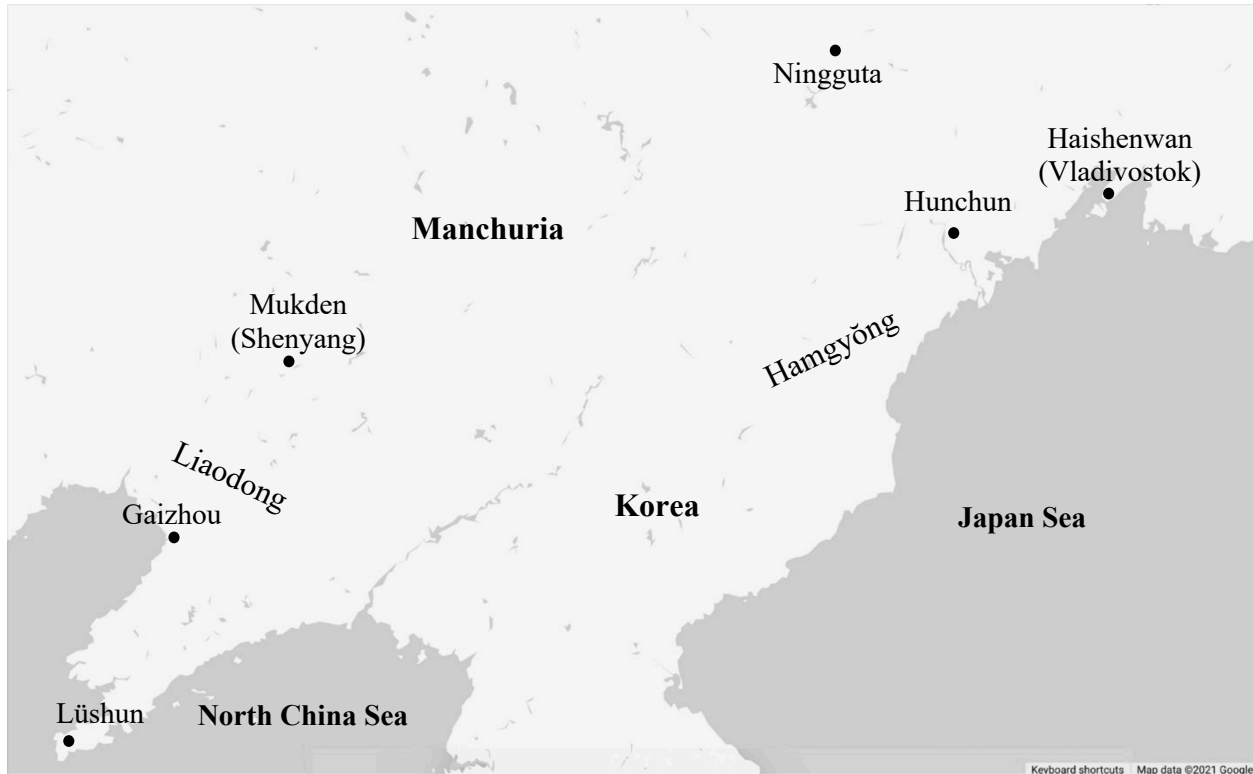 Ningguta
Haishenwan
(Vladivostok)
Hunchun
Manchuria
Mukden
(Shenyang)
Hamgyŏng
Liaodong
Gaizhou
Korea
Japan Sea
Lüshun
North China Sea
Keyboard shortcuts Map data ©2021 Google